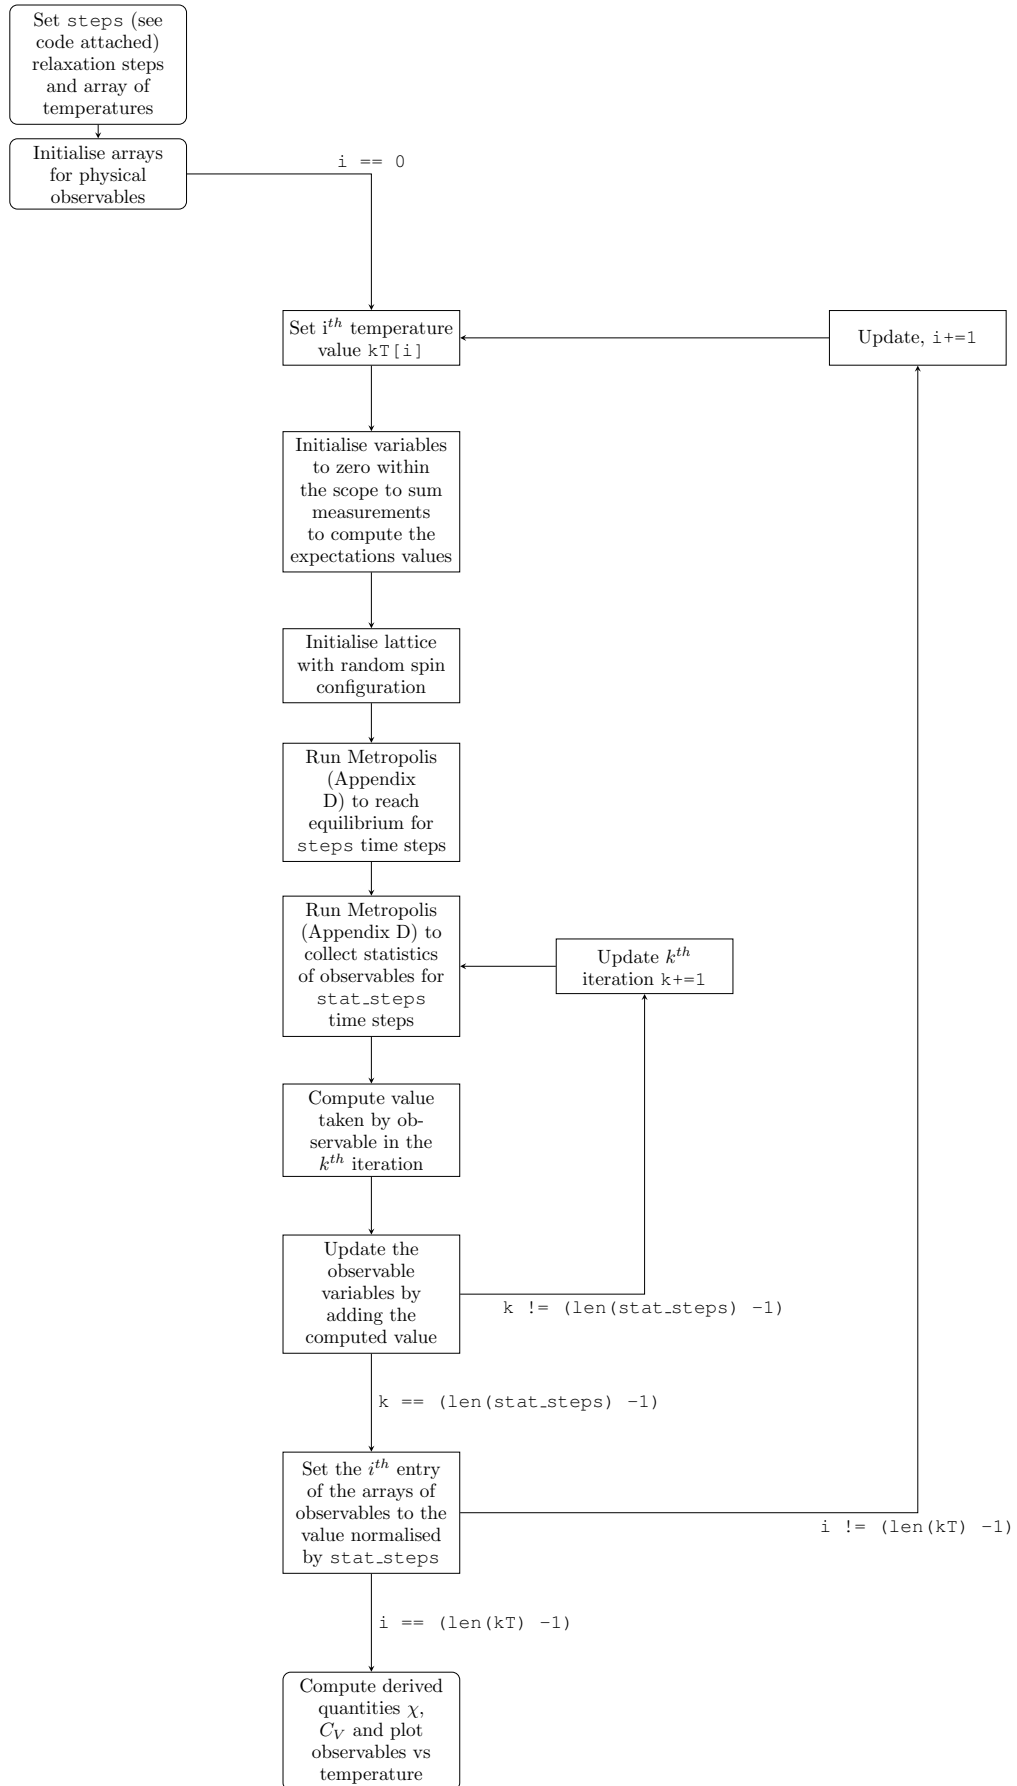 Set steps (see
code attached)
relaxation steps
and array of
temperatures
Initialise arrays
for physical
observables
i == 0
Set i^th temperature
value kT[i]
Update, i+=1
Initialise variables
to zero within
the scope to sum
measurements
to compute the
expectations values
Initialise lattice
with random spin
configuration
Run Metropolis
(Appendix
D) to reach
equilibrium for
steps time steps
Run Metropolis
(Appendix D) to
collect statistics
of observables for
stat_steps
time steps
Update k^th
iteration k+=1
Compute value
taken by ob-
servable in the
k^th iteration
Update the
observable
variables by
adding the
computed value
k != (len(stat_steps) -1)
k == (len(stat_steps) -1)
Set the i^th entry
of the arrays of
observables to the
value normalised
by stat_steps
i != (len(kT) -1)
i == (len(kT) -1)
Compute derived
quantities χ,
C_V and plot
observables vs
temperature